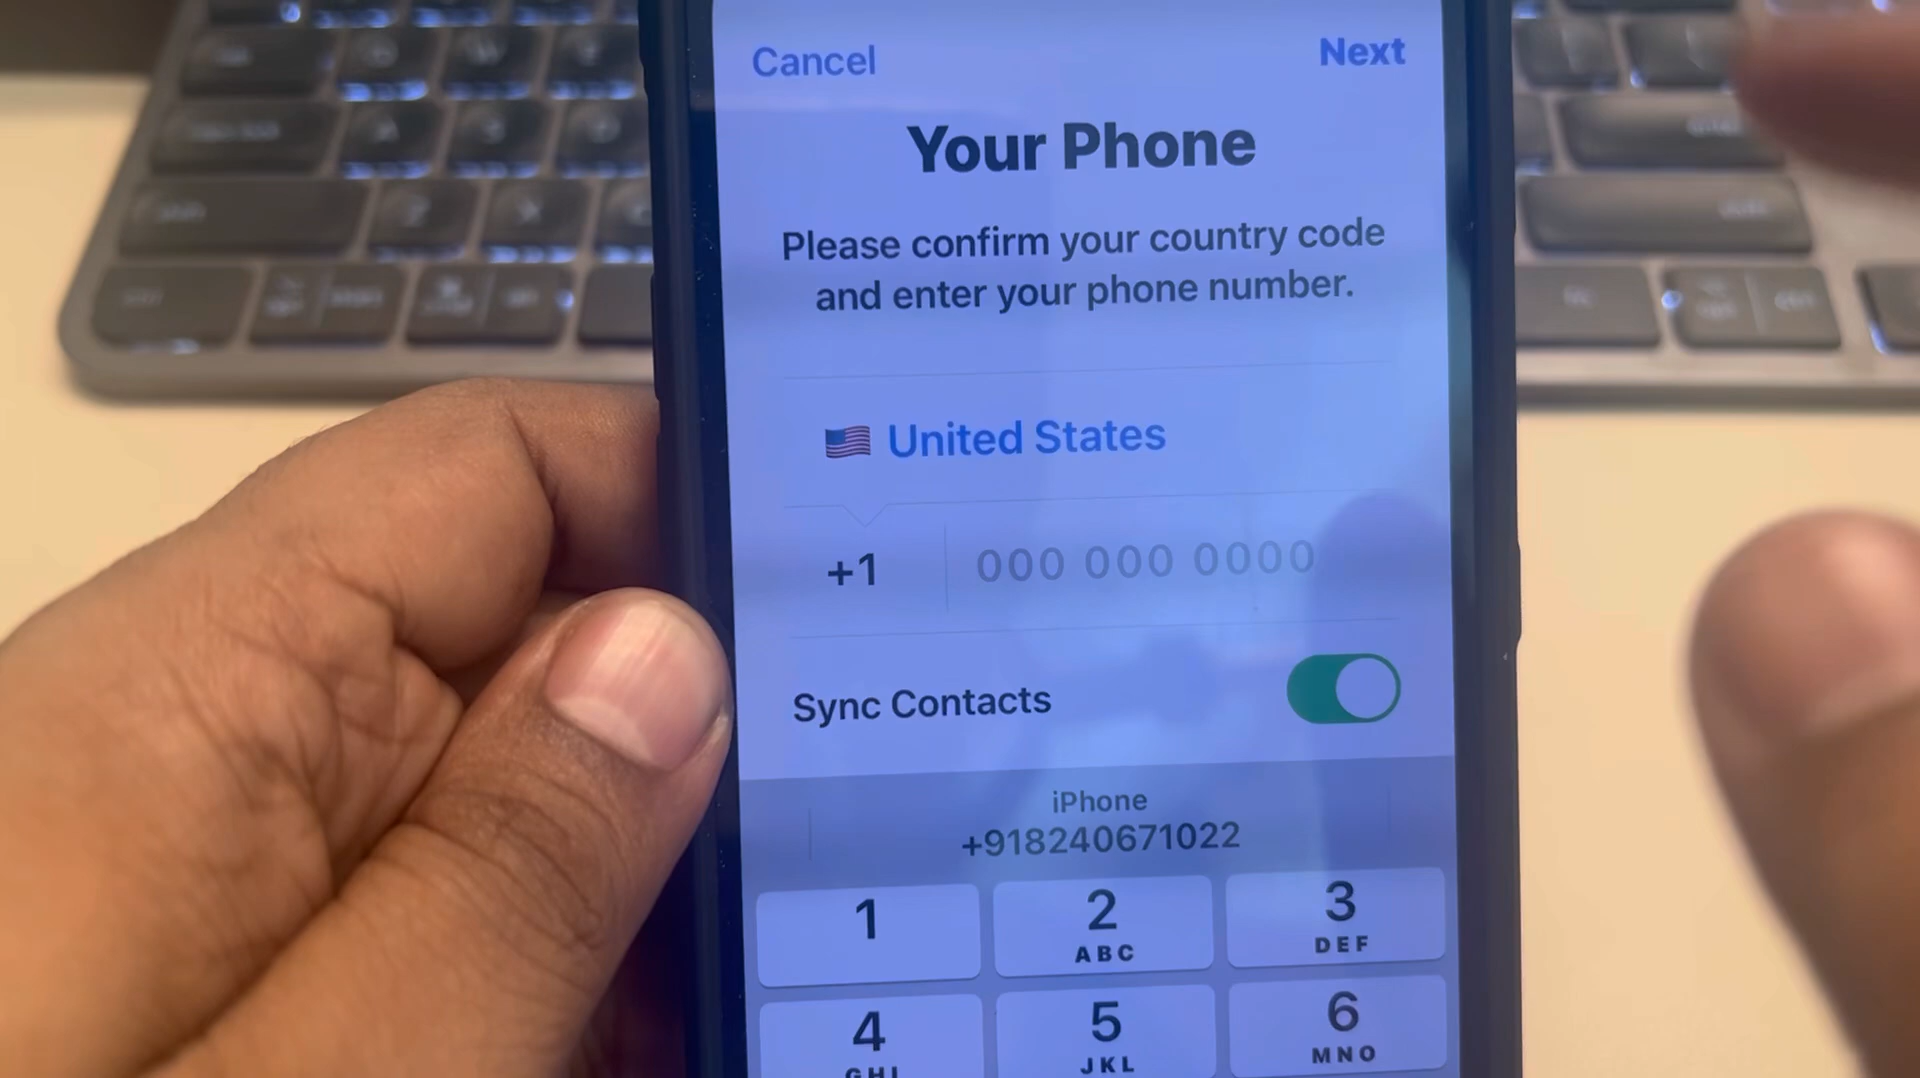 Cancel
Next
Your Phone
Please confirm your country code
and enter your phone number.
United States
+1
000 000 0000
Sync Contacts
iPhone
+918240671022
1
2
3
ABC
DEF
4
5
6
GHI
JKL
MNO